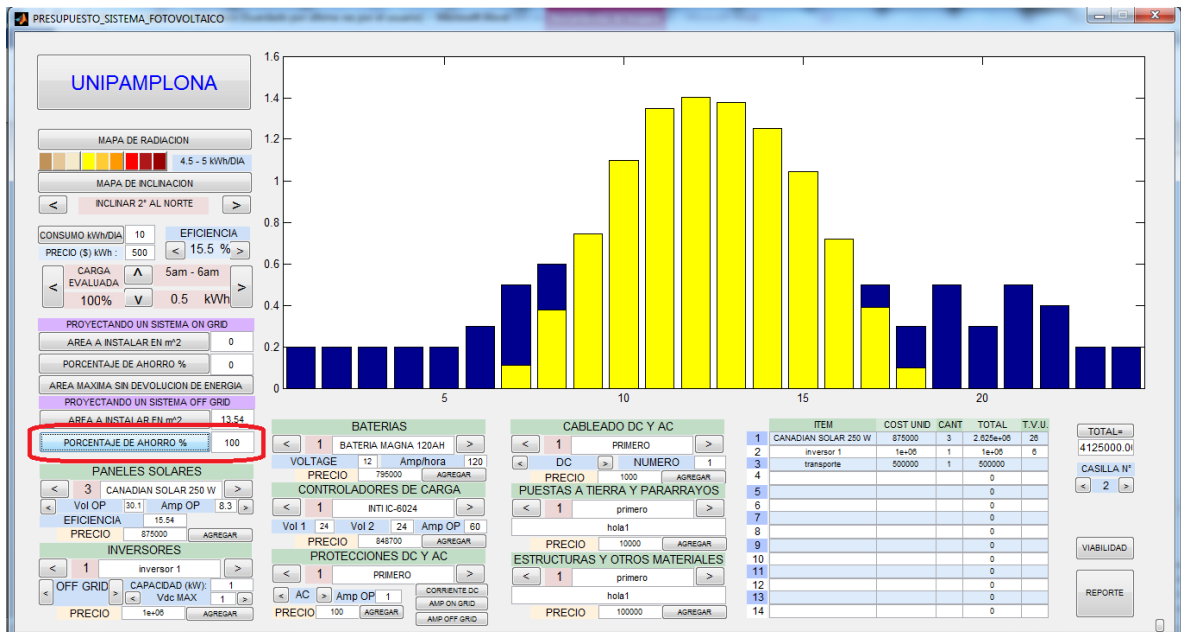 PRESUPUESTO_SISTEMA_FOTOVOLTAICO
UNIPAMPLONA
MAPA DE RADIACION
4.5 - 5 kWh/DIA
MAPA DE INCLINACION
< INCLINAR 2° AL NORTE >
CONSUMO kWh/DIA 10 EFICIENCIA
PRECIO ($) kWh : 500 < 15.5 % >
CARGA EVALUADA Λ 5am - 6am
< 100% V 0.5 kWh >
PROYECTANDO UN SISTEMA ON GRID
AREA A INSTALAR EN m^2 0
PORCENTAJE DE AHORRO % 0
AREA MAXIMA SIN DEVOLUCION DE ENERGIA
PROYECTANDO UN SISTEMA OFF GRID
AREA A INSTALAR EN m^2 13.54
PORCENTAJE DE AHORRO % 100
PANELES SOLARES
< 3 CANADIAN SOLAR 250 W >
< Vol OP 30.1 Amp OP 8.3 >
EFICIENCIA 15.54
PRECIO 875000 AGREGAR
INVERSORES
< 1 inversor 1 >
< OFF GRID > CAPACIDAD (kW): 1
< Vdc MAX 1 >
PRECIO 1e+06 AGREGAR
1.6
1.4
1.2
1
0.8
0.6
0.4
0.2
0
5 10 15 20
BATERIAS
< 1 BATERIA MAGNA 120AH >
VOLTAGE 12 Amp/hora 120
PRECIO 795000 AGREGAR
CONTROLADORES DE CARGA
< 1 INTI IC-6024 >
Vol 1 24 Vol 2 24 Amp OP 60
PRECIO 848700 AGREGAR
PROTECCIONES DC Y AC
< 1 PRIMERO >
< AC > Amp OP 1 CORRIENTE DC
AMP ON GRID
PRECIO 100 AGREGAR AMP OFF GRID
CABLEADO DC Y AC
< 1 PRIMERO >
< DC > NUMERO 1
PRECIO 1000 AGREGAR
PUESTAS A TIERRA Y PARARRAYOS
< 1 primero >
hola1
PRECIO 10000 AGREGAR
ESTRUCTURAS Y OTROS MATERIALES
< 1 primero >
hola1
PRECIO 100000 AGREGAR
ITEM COST UNID CANT TOTAL T.V.U.
1 CANADIAN SOLAR 250 W 875000 3 2.625e+06 26
2 inversor 1 1e+06 1 1e+06 6
3 transporte 500000 1 500000
4 0
5 0
6 0
7 0
8 0
9 0
10 0
11 0
12 0
13 0
14 0
TOTAL=
4125000.0
CASILLA N°
< 2 >
VIABILIDAD
REPORTE